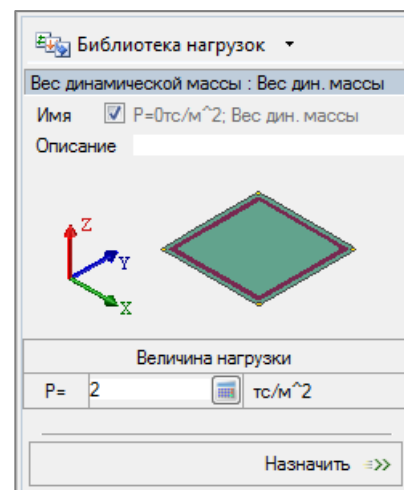 Библиотека нагрузок
Вес динамической массы : Вес дин. массы
Имя P=0тс/м^2; Вес дин. массы
Описание
Z
Y
X
Величина нагрузки
P= 2 тс/м^2
Назначить